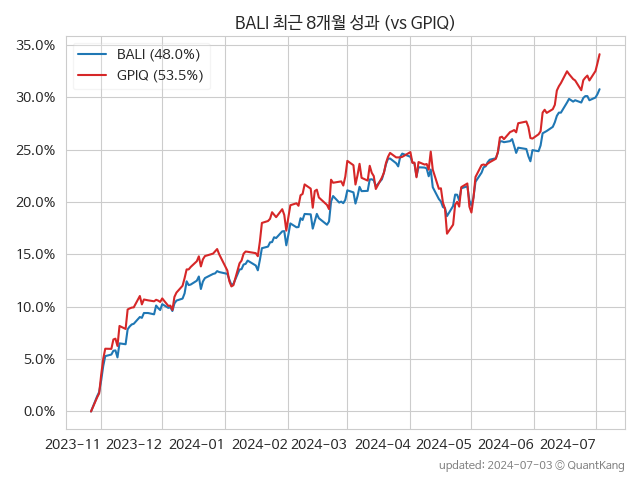 BALI 최근 8개월 성과 (vs GPIQ)
BALI (48.0%)
GPIQ (53.5%)
35.0%
30.0%
25.0%
20.0%
15.0%
10.0%
5.0%
0.0%
2023-11 2023-12 2024-01 2024-02 2024-03 2024-04 2024-05 2024-06 2024-07
updated: 2024-07-03 © QuantKang